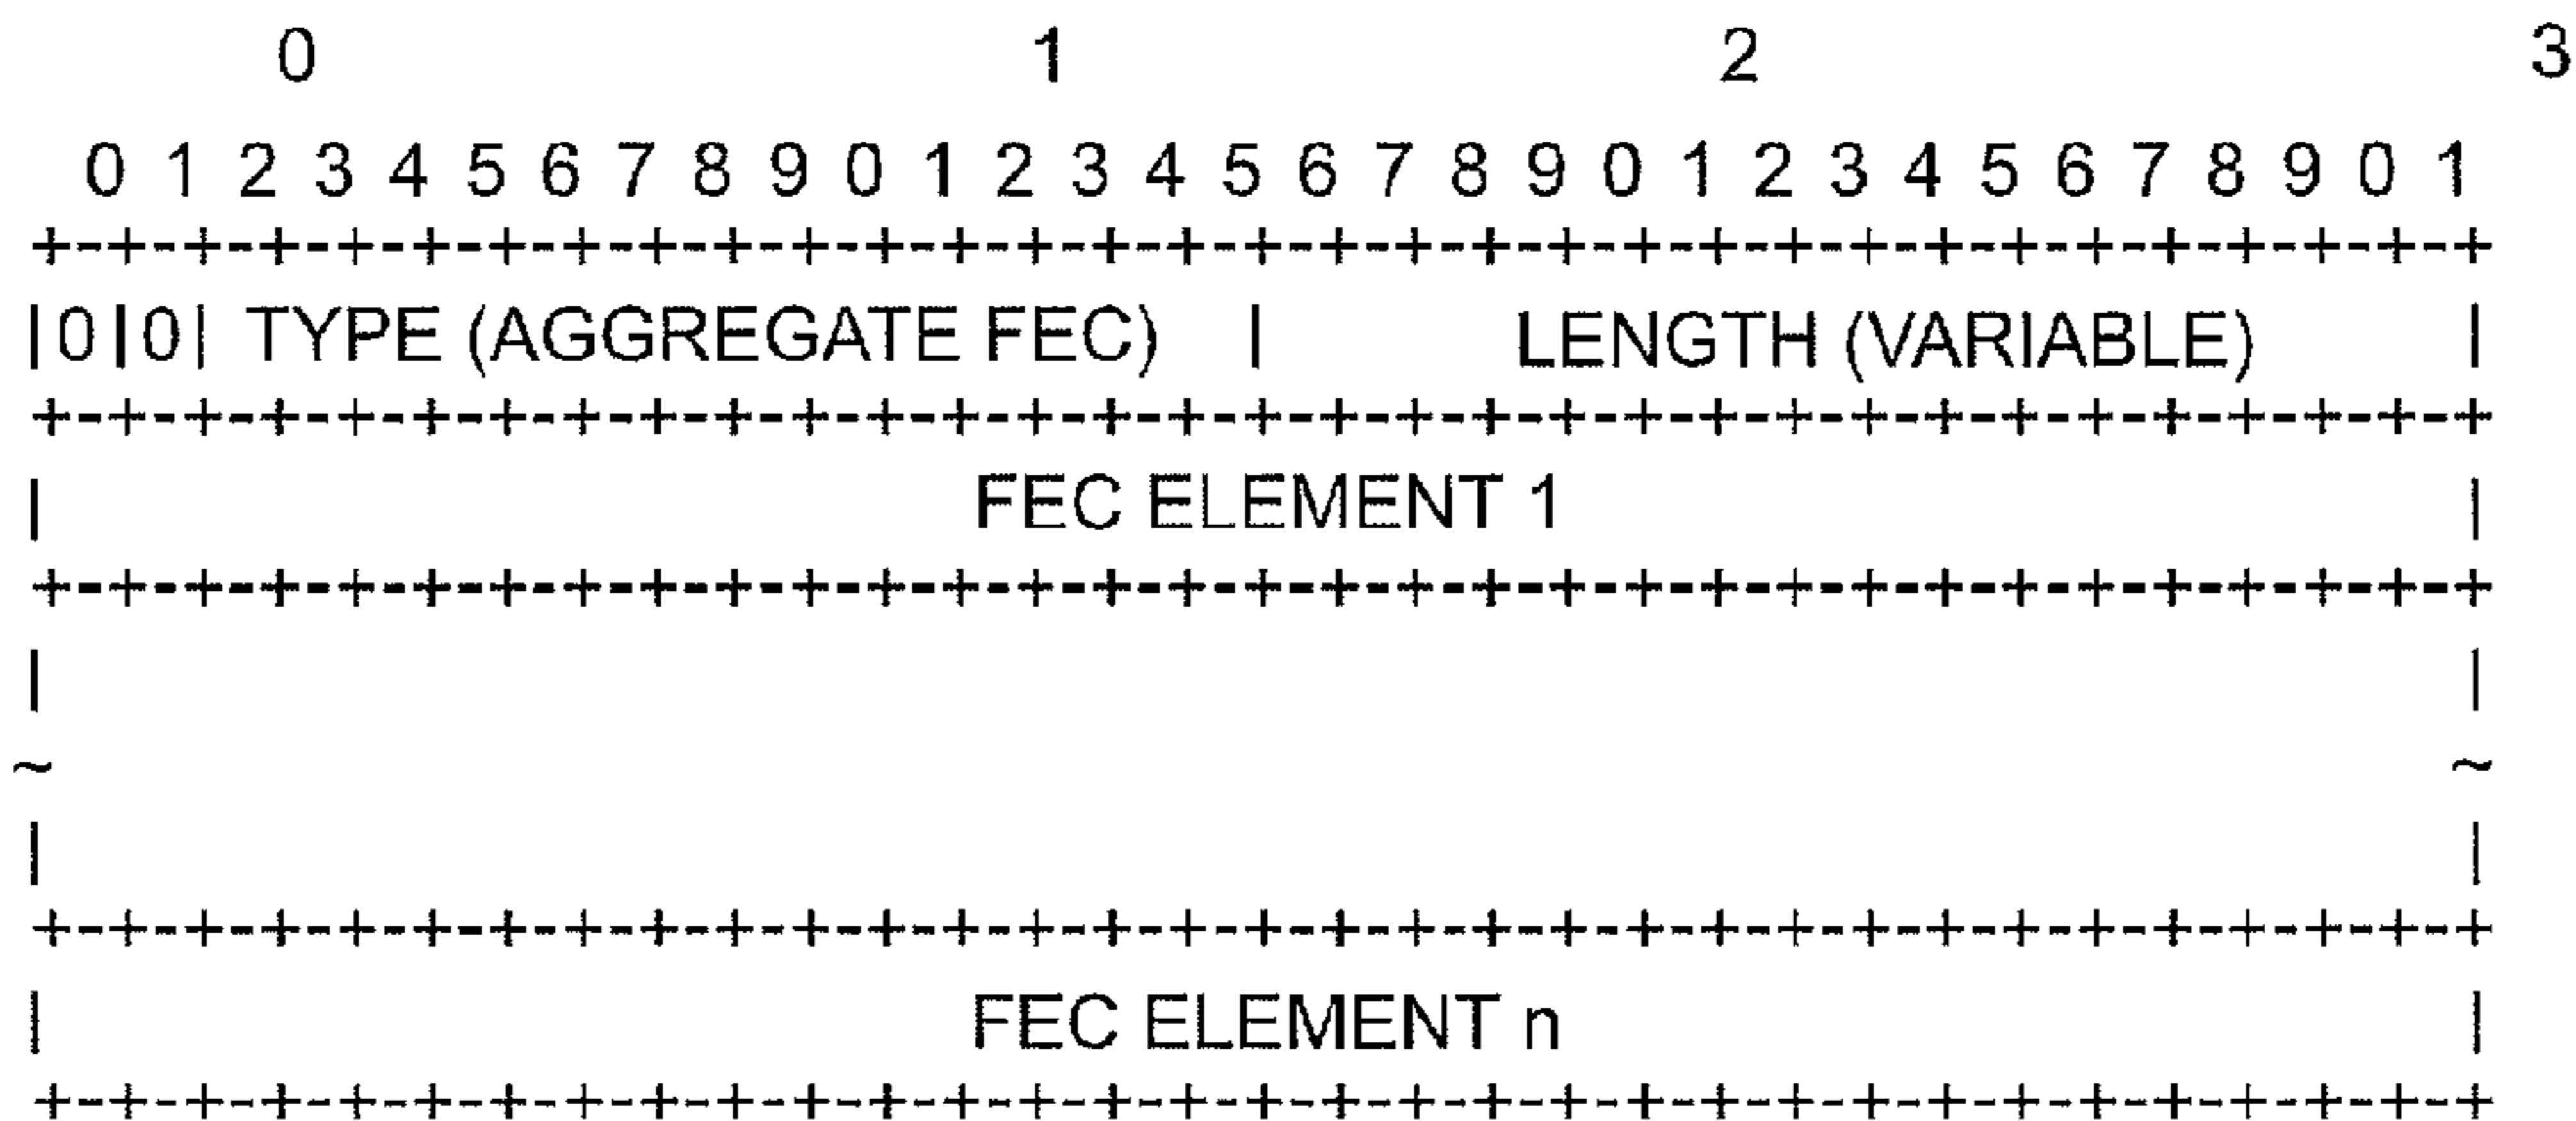 0 1 2 3
0 1 2 3 4 5 6 7 8 9 0 1 2 3 4 5 6 7 8 9 0 1 2 3 4 5 6 7 8 9 0 1
+-+-+-+-+-+-+-+-+-+-+-+-+-+-+-+-+-+-+-+-+-+-+-+-+-+-+-+-+-+-+-+-+
|0|0| TYPE (AGGREGATE FEC) | LENGTH (VARIABLE) |
+-+-+-+-+-+-+-+-+-+-+-+-+-+-+-+-+-+-+-+-+-+-+-+-+-+-+-+-+-+-+-+-+
| FEC ELEMENT 1 |
+-+-+-+-+-+-+-+-+-+-+-+-+-+-+-+-+-+-+-+-+-+-+-+-+-+-+-+-+-+-+-+-+
| |
~ ~
| |
+-+-+-+-+-+-+-+-+-+-+-+-+-+-+-+-+-+-+-+-+-+-+-+-+-+-+-+-+-+-+-+-+
| FEC ELEMENT n |
+-+-+-+-+-+-+-+-+-+-+-+-+-+-+-+-+-+-+-+-+-+-+-+-+-+-+-+-+-+-+-+-+